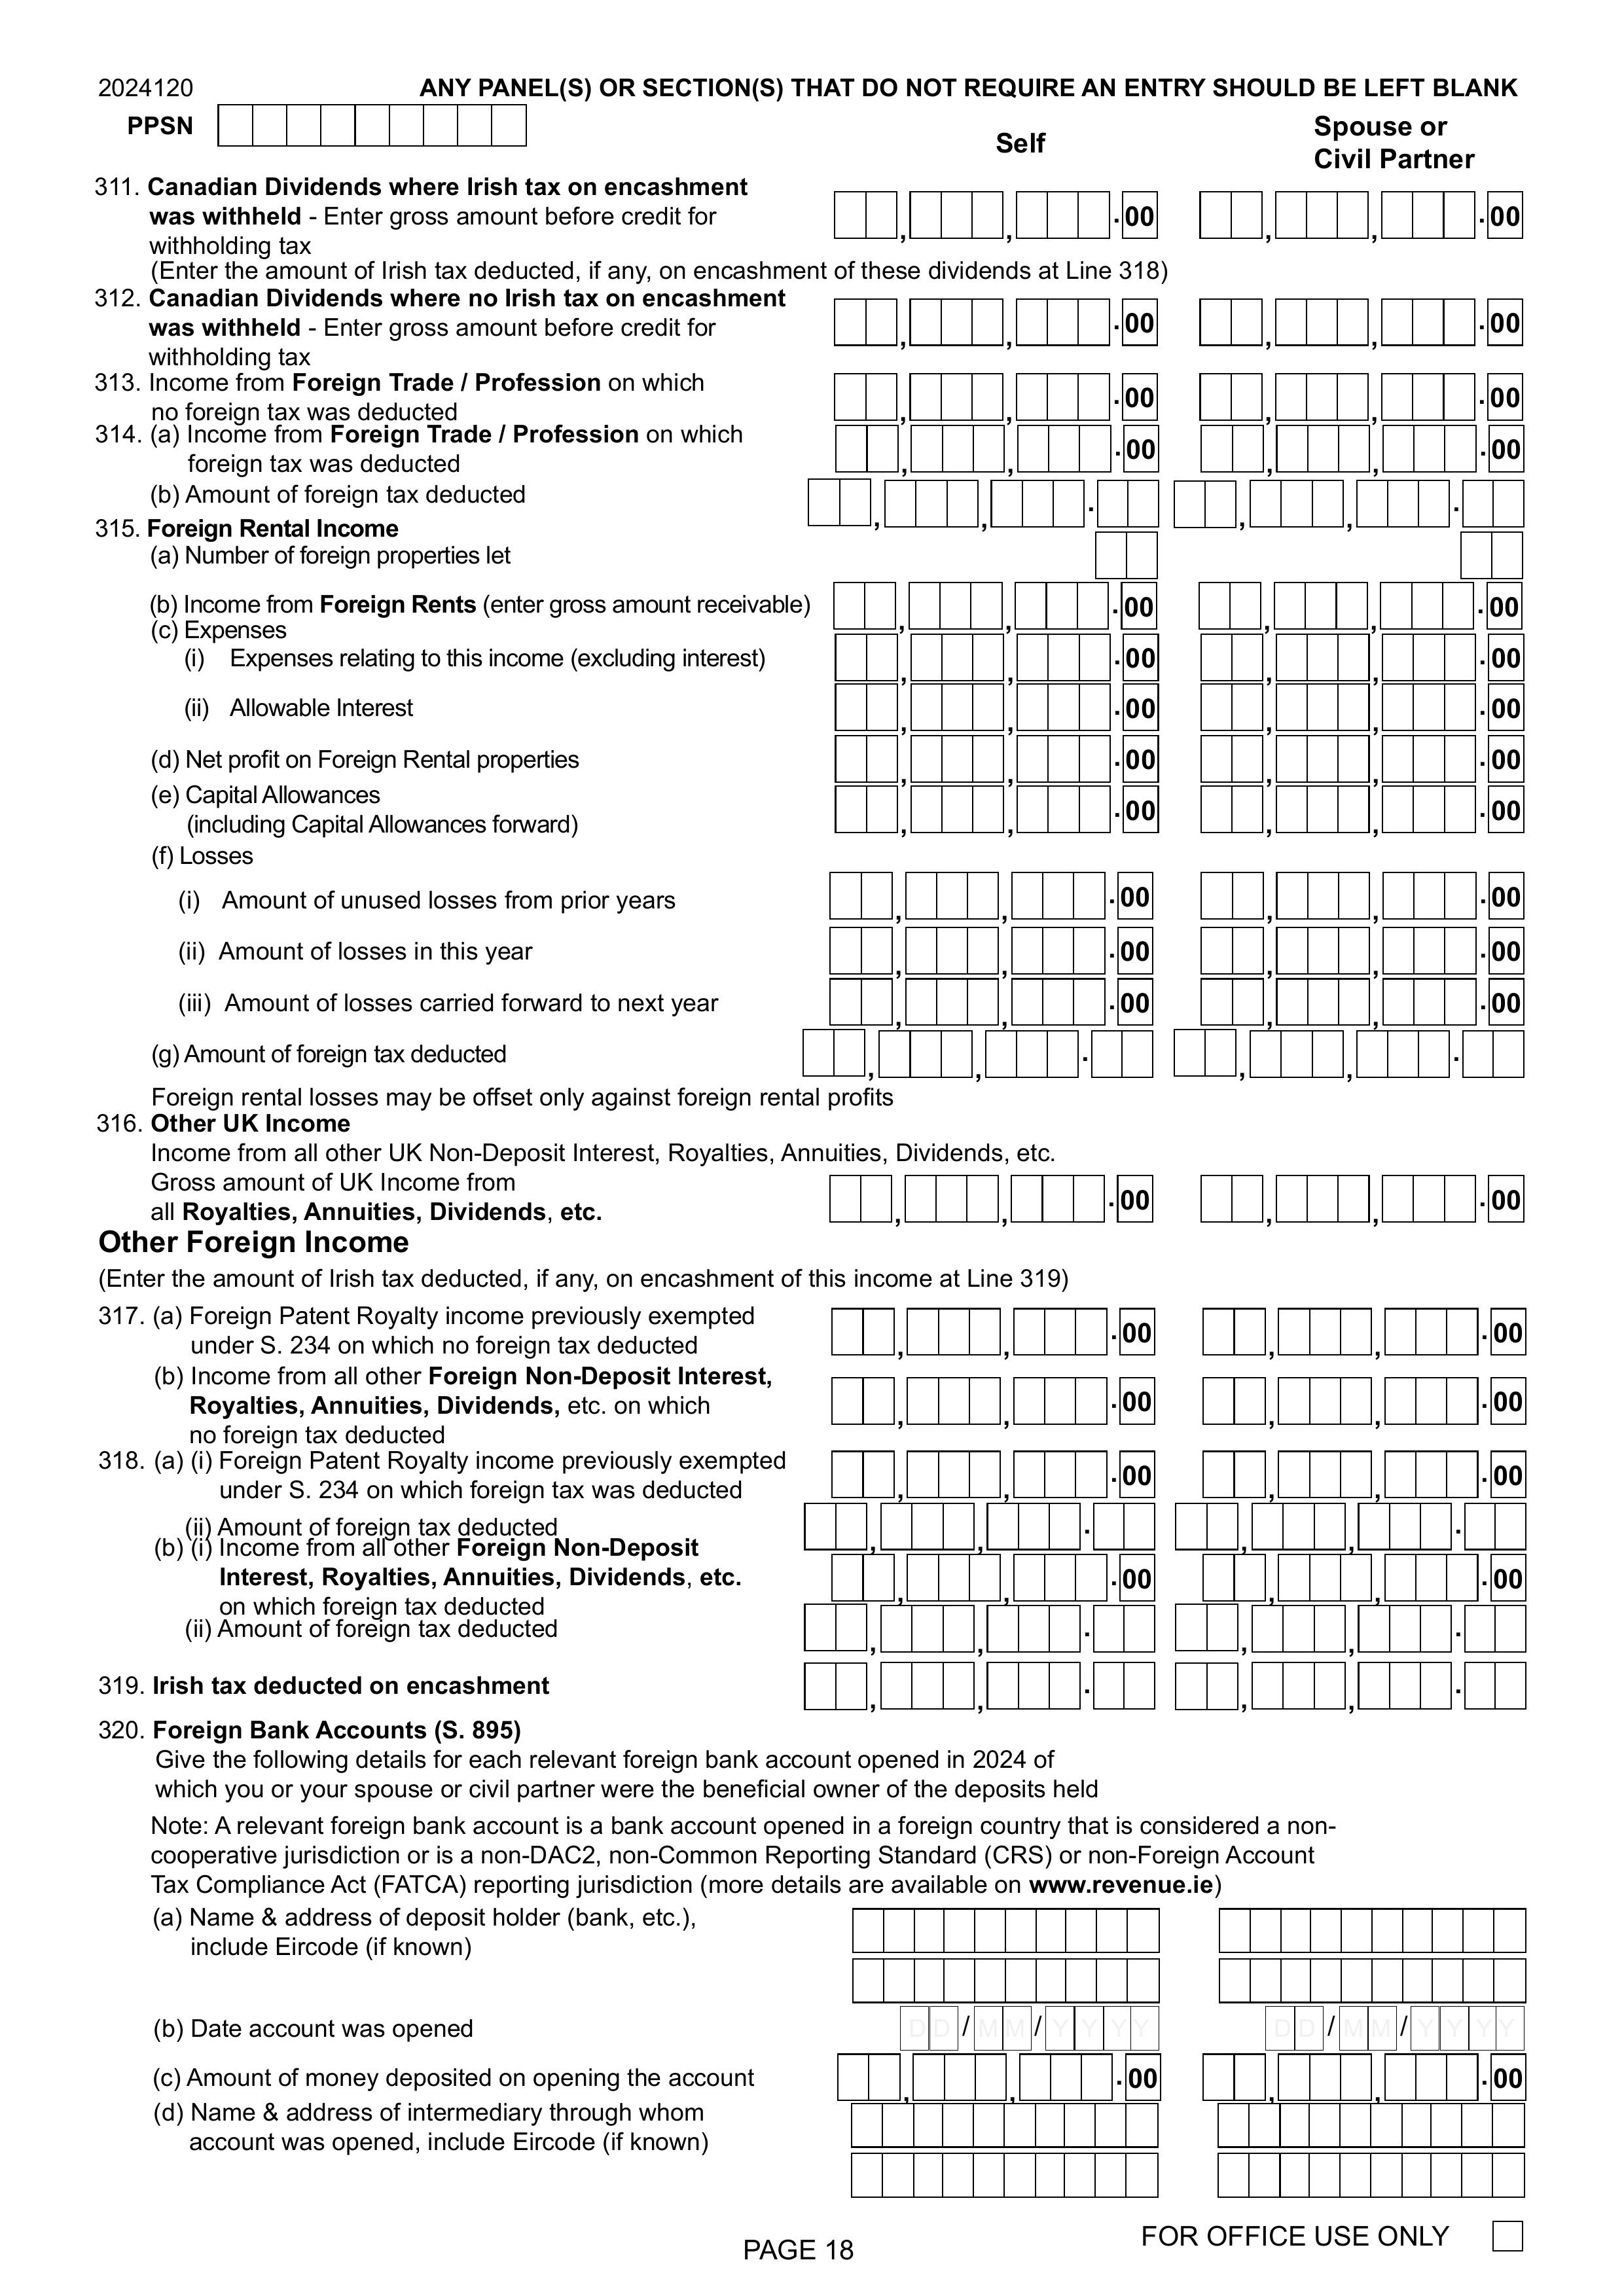 2024120 ANY PANEL(S) OR SECTION(S) THAT DO NOT REQUIRE AN ENTRY SHOULD BE LEFT BLANK
PPSN
Self
Spouse or
Civil Partner
311. Canadian Dividends where Irish tax on encashment
was withheld - Enter gross amount before credit for , , .00 , , .00
withholding tax
(Enter the amount of Irish tax deducted, if any, on encashment of these dividends at Line 318)
312. Canadian Dividends where no Irish tax on encashment
was withheld - Enter gross amount before credit for , , .00 , , .00
withholding tax
313. Income from Foreign Trade / Profession on which , , .00 , , .00
no foreign tax was deducted
314. (a) Income from Foreign Trade / Profession on which , , .00 , , .00
foreign tax was deducted
(b) Amount of foreign tax deducted , , . , , .
315. Foreign Rental Income
(a) Number of foreign properties let
(b) Income from Foreign Rents (enter gross amount receivable) , , .00 , , .00
(c) Expenses
(i) Expenses relating to this income (excluding interest) , , .00 , , .00
(ii) Allowable Interest , , .00 , , .00
(d) Net profit on Foreign Rental properties , , .00 , , .00
(e) Capital Allowances , , .00 , , .00
(including Capital Allowances forward)
(f) Losses
(i) Amount of unused losses from prior years , , .00 , , .00
(ii) Amount of losses in this year , , .00 , , .00
(iii) Amount of losses carried forward to next year , , .00 , , .00
(g) Amount of foreign tax deducted , , . , , .
Foreign rental losses may be offset only against foreign rental profits
316. Other UK Income
Income from all other UK Non-Deposit Interest, Royalties, Annuities, Dividends, etc.
Gross amount of UK Income from
all Royalties, Annuities, Dividends, etc. , , .00 , , .00
Other Foreign Income
(Enter the amount of Irish tax deducted, if any, on encashment of this income at Line 319)
317. (a) Foreign Patent Royalty income previously exempted , , .00 , , .00
under S. 234 on which no foreign tax deducted
(b) Income from all other Foreign Non-Deposit Interest,
Royalties, Annuities, Dividends, etc. on which , , .00 , , .00
no foreign tax deducted
318. (a) (i) Foreign Patent Royalty income previously exempted , , .00 , , .00
under S. 234 on which foreign tax was deducted
(ii) Amount of foreign tax deducted , , . , , .
(b) (i) Income from all other Foreign Non-Deposit
Interest, Royalties, Annuities, Dividends, etc. , , .00 , , .00
on which foreign tax deducted
(ii) Amount of foreign tax deducted , , . , , .
319. Irish tax deducted on encashment , , . , , .
320. Foreign Bank Accounts (S. 895)
Give the following details for each relevant foreign bank account opened in 2024 of
which you or your spouse or civil partner were the beneficial owner of the deposits held
Note: A relevant foreign bank account is a bank account opened in a foreign country that is considered a non-
cooperative jurisdiction or is a non-DAC2, non-Common Reporting Standard (CRS) or non-Foreign Account
Tax Compliance Act (FATCA) reporting jurisdiction (more details are available on www.revenue.ie)
(a) Name & address of deposit holder (bank, etc.),
include Eircode (if known)
(b) Date account was opened DD/MM/YYYY DD/MM/YYYY
(c) Amount of money deposited on opening the account , , .00 , , .00
(d) Name & address of intermediary through whom
account was opened, include Eircode (if known)
PAGE 18
FOR OFFICE USE ONLY